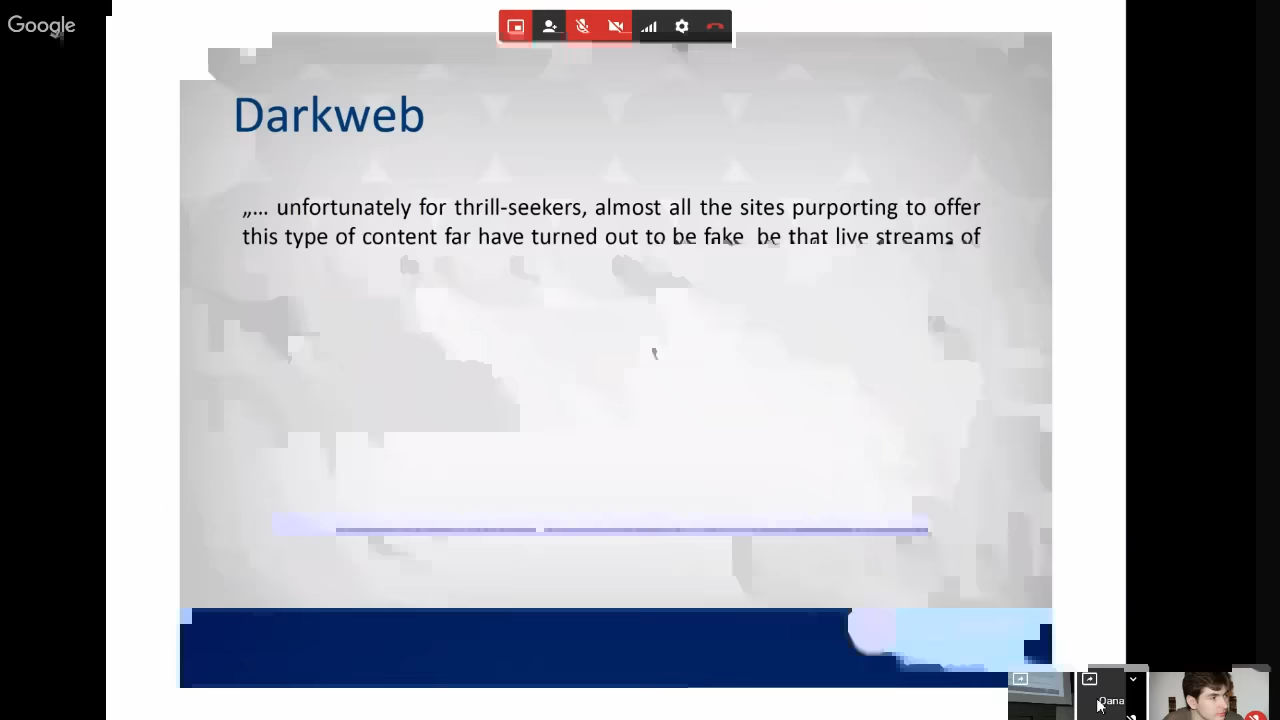 Google
Darkweb
„... unfortunately for thrill-seekers, almost all the sites purporting to offer
this type of content far have turned out to be fake be that live streams of
Dana